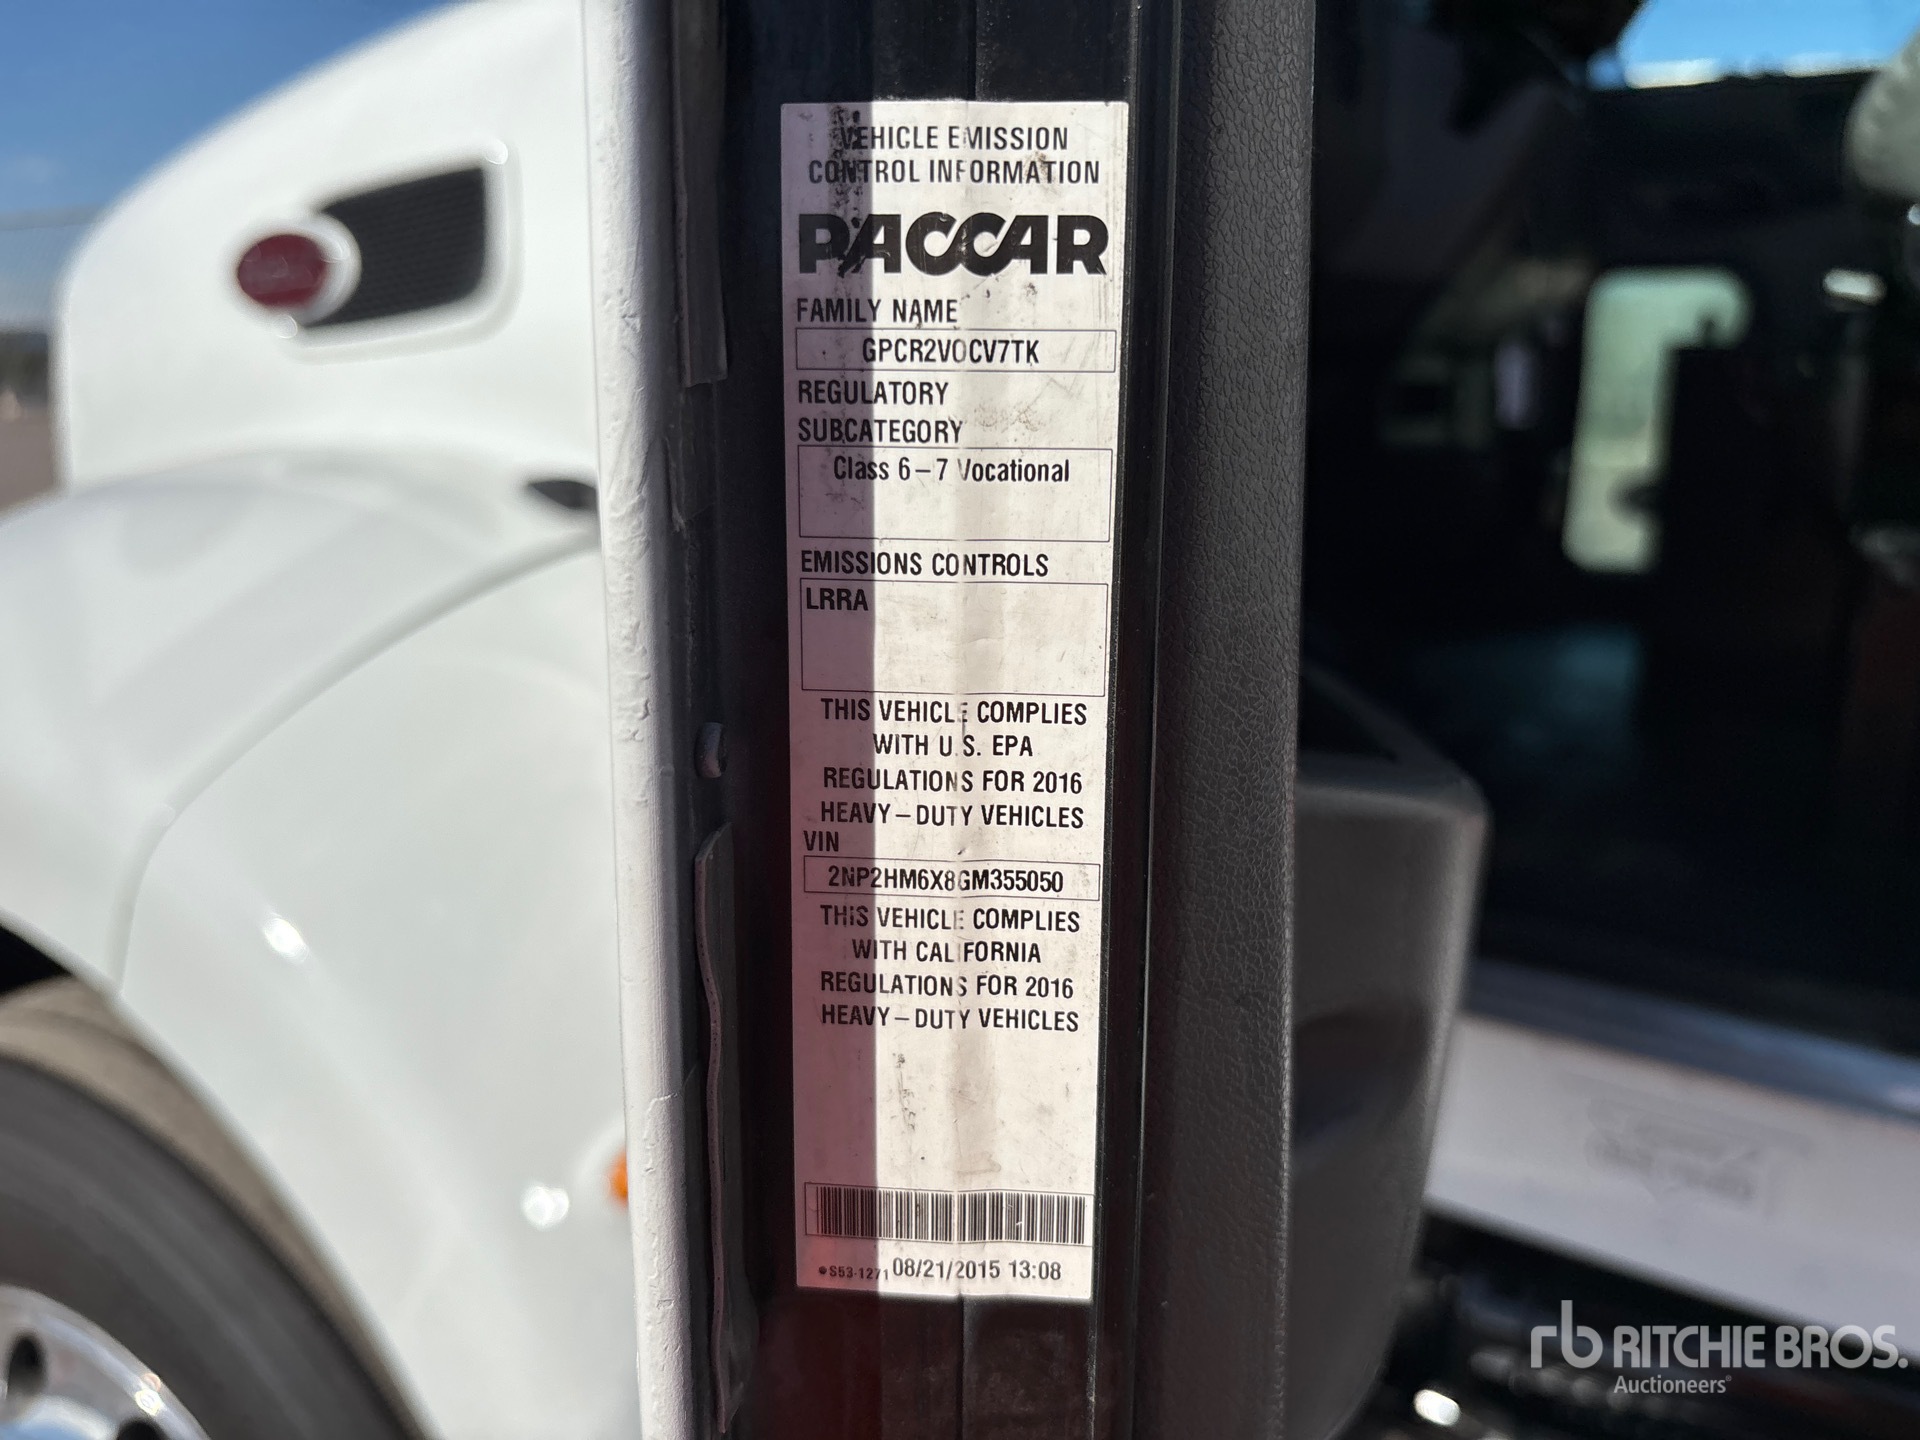 VEHICLE EMISSION
CONTROL INFORMATION
PACCAR
FAMILY NAME
GPCR2VOCV7TK
REGULATORY
SUBCATEGORY
Class 6-7 Vocational
EMISSIONS CONTROLS
LRRA
THIS VEHICLE COMPLIES
WITH U.S. EPA
REGULATIONS FOR 2016
HEAVY-DUTY VEHICLES
VIN
2NP2HM6X8GM355050
THIS VEHICLE COMPLIES
WITH CALIFORNIA
REGULATIONS FOR 2016
HEAVY-DUTY VEHICLES
S53-1271 08/21/2015 13:08
rb RITCHIE BROS.
Auctioneers